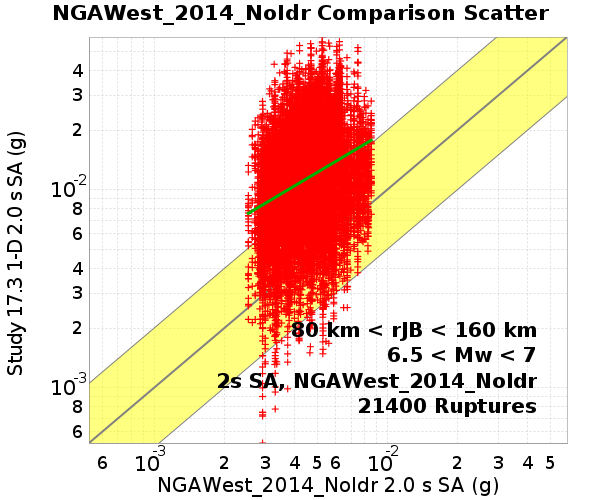 NGAWest_2014_NoIdr Comparison Scatter
Study 17.3 1-D 2.0 s SA (g)
4
3
2
10-2
8
6
4
3
2
10-3
8
6
80 km < rJB < 160 km
6.5 < Mw < 7
2s SA, NGAWest_2014_NoIdr
21400 Ruptures
6 10-3 2 3 4 5 6 10-2 2 3 4 5
NGAWest_2014_NoIdr 2.0 s SA (g)